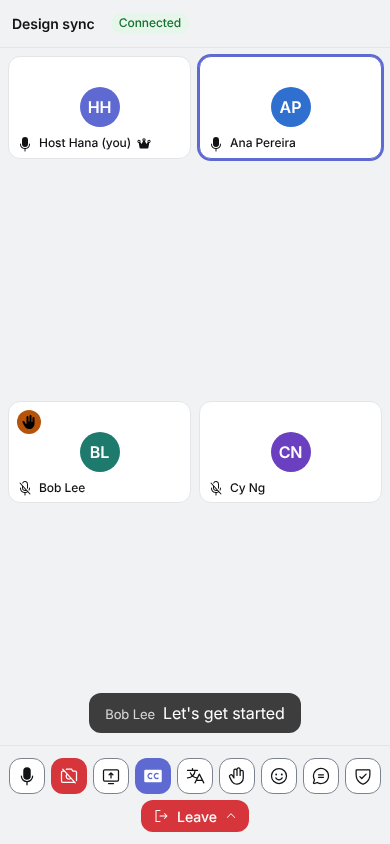 Design sync
Connected
HH
Host Hana (you)
AP
Ana Pereira
BL
Bob Lee
CN
Cy Ng
Bob Lee Let's get started
CC
Leave